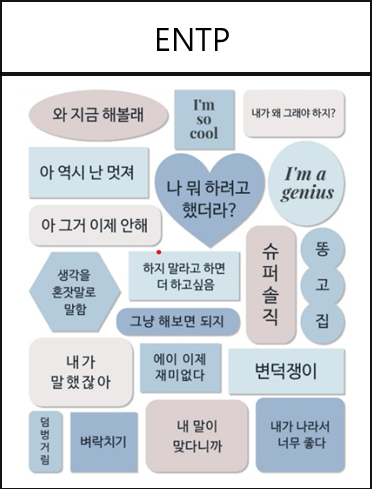 ENTP
와 지금 해볼래
I'm
so
cool
내가 왜 그래야 하지?
아 역시 난 멋져
나 뭐 하려고
했더라?
I'm a
genius
아 그거 이제 안해
생각을
혼잣말로
말함
하지 말라고 하면
더 하고싶음
슈
퍼
솔
직
똥
고
집
그냥 해보면 되지
내가
말했잖아
에이 이제
재미없다
변덕쟁이
덤
벙
거
림
벼락치기
내 말이
맞다니까
내가 나라서
너무 좋다